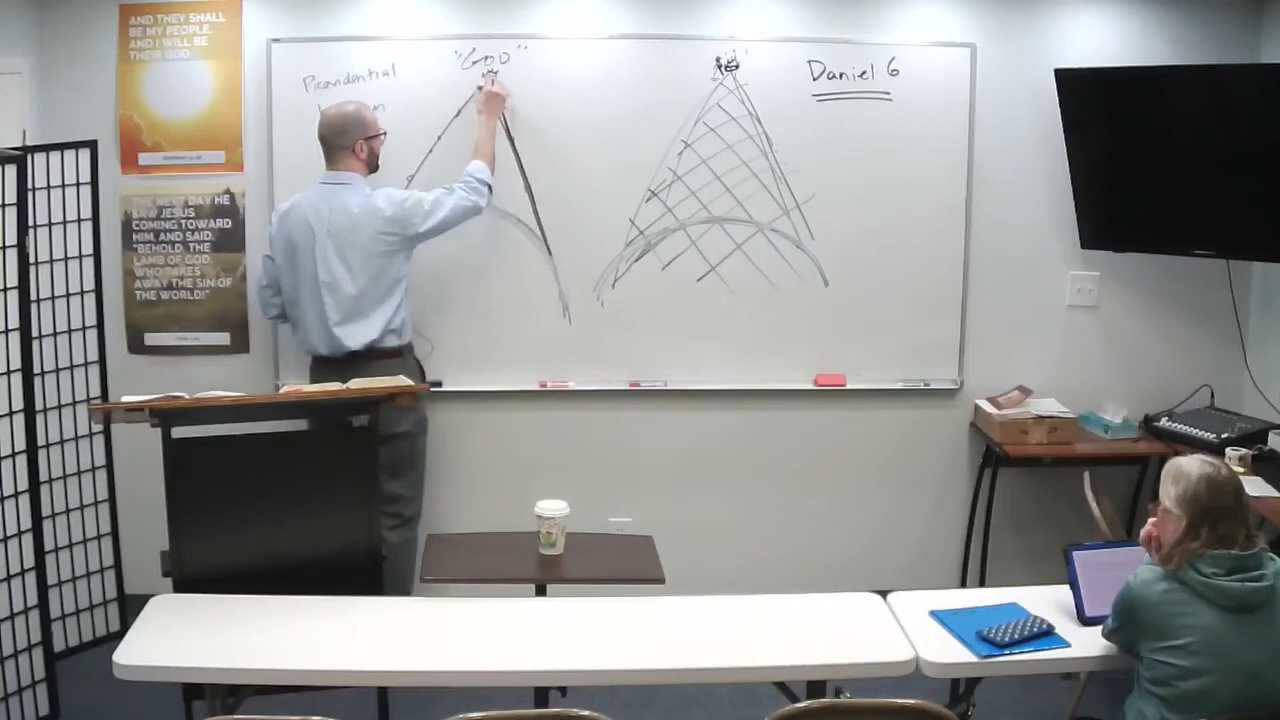 AND THEY SHALL
BE MY PEOPLE,
AND I WILL BE
THEIR GOD.
THE NEXT DAY HE
SAW JESUS
COMING TOWARD
HIM, AND SAID,
"BEHOLD, THE
LAMB OF GOD,
WHO TAKES
AWAY THE SIN OF
THE WORLD!"
Providential
"GOD"
Daniel 6